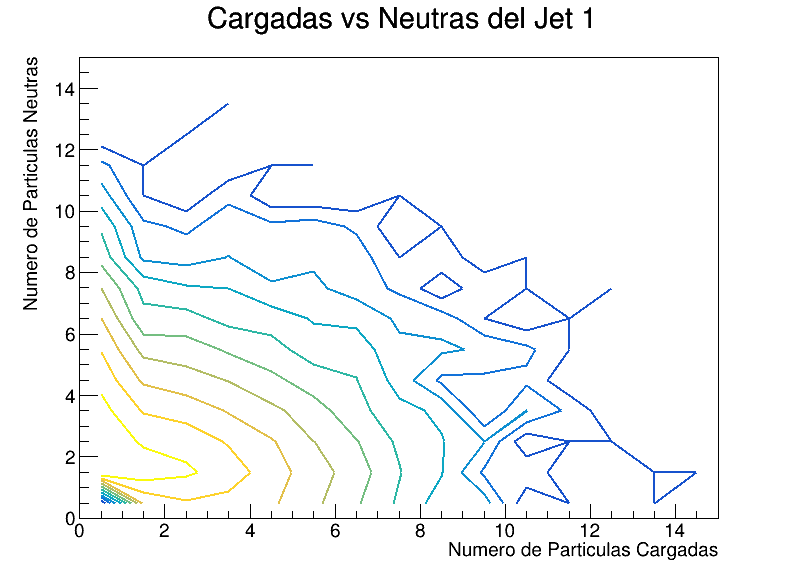 Cargadas vs Neutras del Jet 1
Numero de Particulas Neutras
14
12
10
8
6
4
2
0
0 2 4 6 8 10 12 14
Numero de Particulas Cargadas